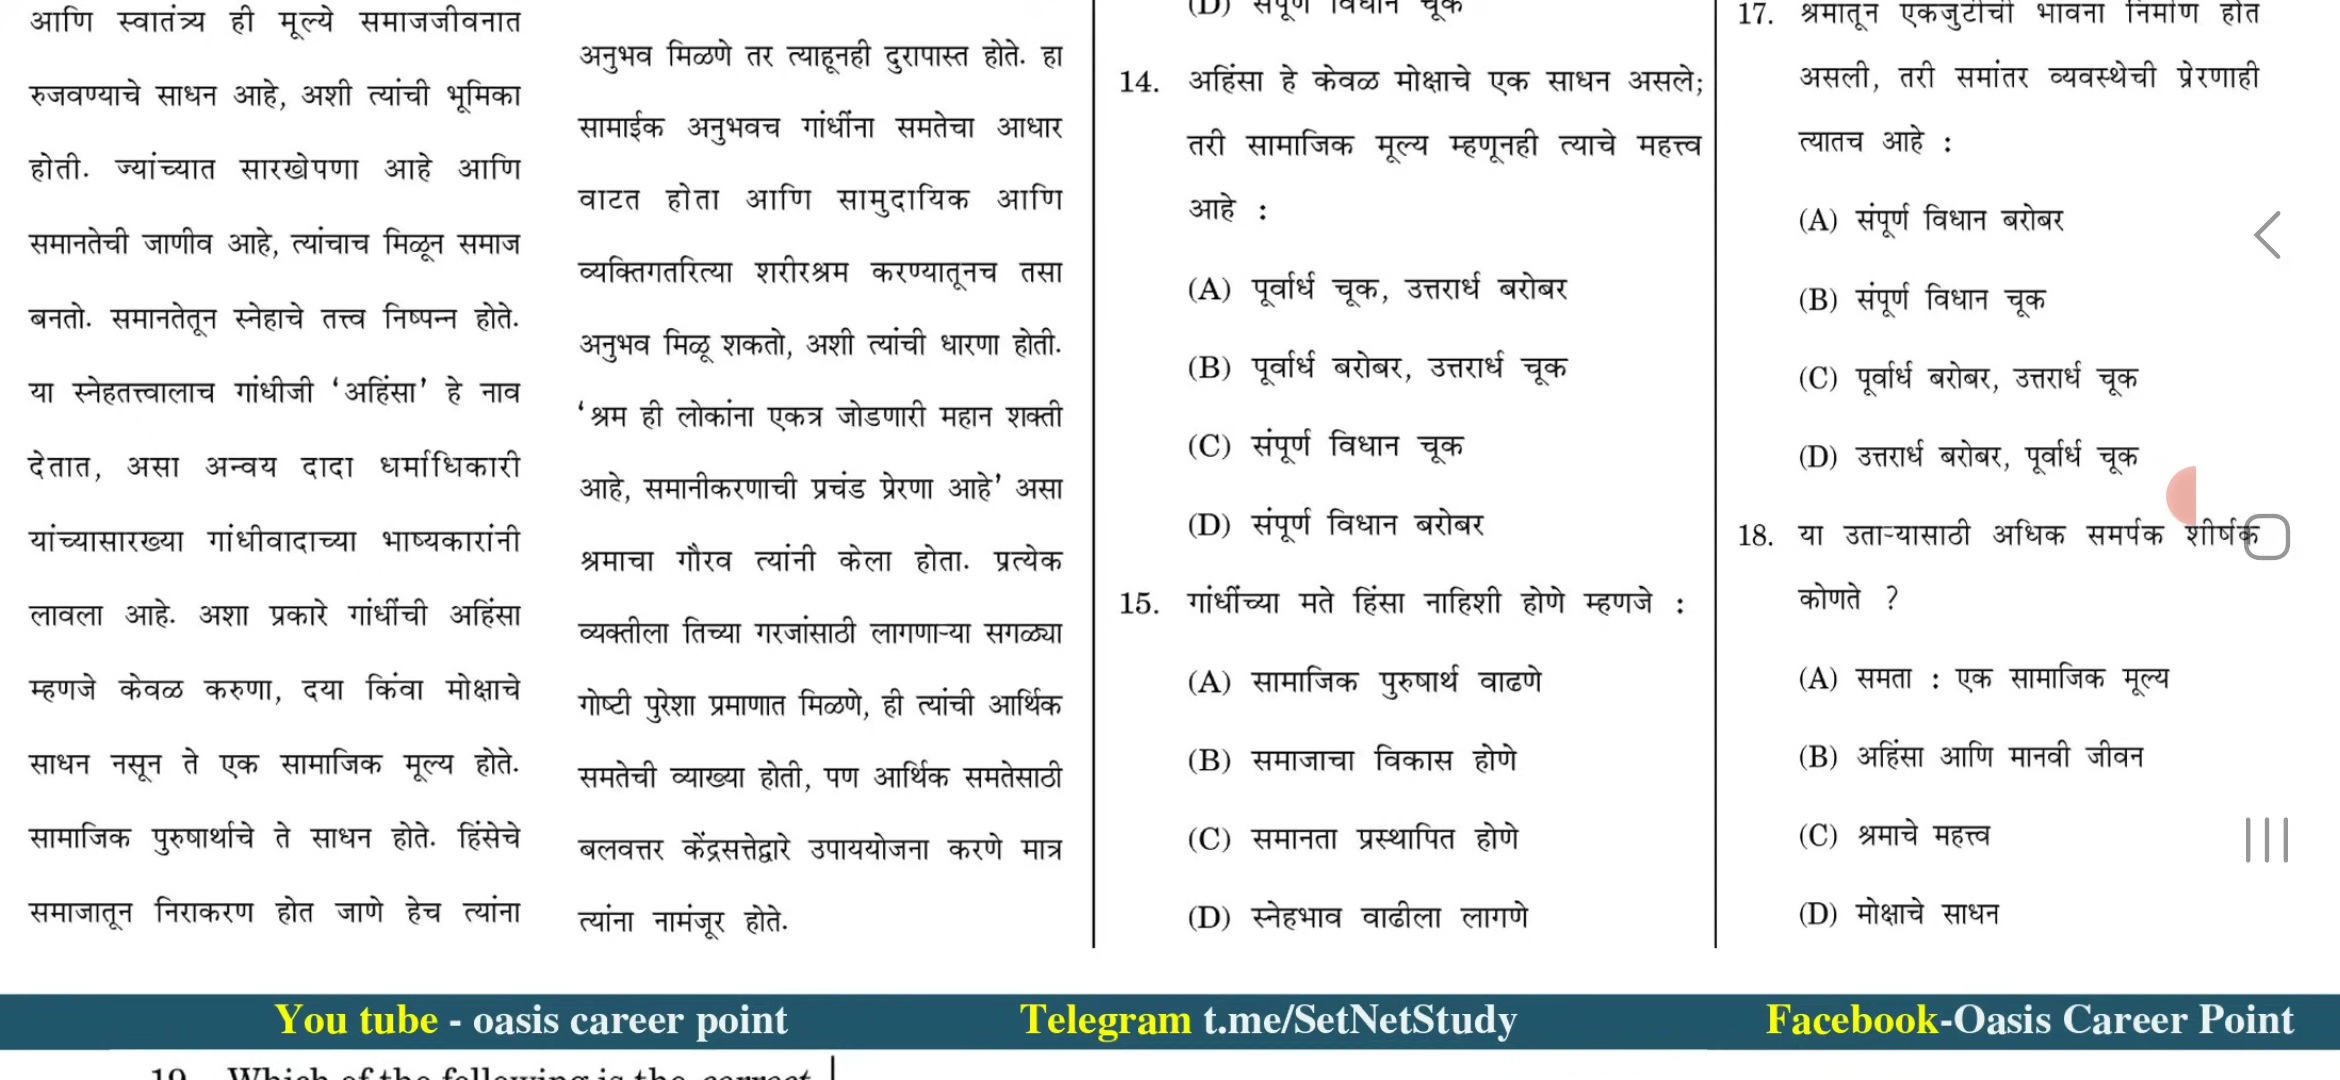 आणि स्वातंत्र्य ही मूल्ये समाजजीवनात
रुजवण्याचे साधन आहे, अशी त्यांची भूमिका
होती. ज्यांच्यात सारखेपणा आहे आणि
समानतेची जाणीव आहे, त्यांचाच मिळून समाज
बनतो. समानतेतून स्नेहाचे तत्त्व निष्पन्न होते.
या स्नेहतत्त्वालाच गांधीजी ‘अहिंसा’ हे नाव
देतात, असा अन्वय दादा धर्माधिकारी
यांच्यासारख्या गांधीवादाच्या भाष्यकारांनी
लावला आहे. अशा प्रकारे गांधींची अहिंसा
म्हणजे केवळ करुणा, दया किंवा मोक्षाचे
साधन नसून ते एक सामाजिक मूल्य होते.
सामाजिक पुरुषार्थाचे ते साधन होते. हिंसेचे
समाजातून निराकरण होत जाणे हेच त्यांना
अनुभव मिळणे तर त्याहूनही दुरापास्त होते. हा
सामाईक अनुभवच गांधींना समतेचा आधार
वाटत होता आणि सामुदायिक आणि
व्यक्तिगतरित्या शरीरश्रम करण्यातूनच तसा
अनुभव मिळू शकतो, अशी त्यांची धारणा होती.
‘श्रम ही लोकांना एकत्र जोडणारी महान शक्ती
आहे, समानीकरणाची प्रचंड प्रेरणा आहे’ असा
श्रमाचा गौरव त्यांनी केला होता. प्रत्येक
व्यक्तीला तिच्या गरजांसाठी लागणाऱ्या सगळ्या
गोष्टी पुरेशा प्रमाणात मिळणे, ही त्यांची आर्थिक
समतेची व्याख्या होती, पण आर्थिक समतेसाठी
बलवत्तर केंद्रसत्तेद्वारे उपाययोजना करणे मात्र
त्यांना नामंजूर होते.
(D) संपूर्ण विधान चूक
14. अहिंसा हे केवळ मोक्षाचे एक साधन असले;
तरी सामाजिक मूल्य म्हणूनही त्याचे महत्त्व
आहे :
(A) पूर्वार्ध चूक, उत्तरार्ध बरोबर
(B) पूर्वार्ध बरोबर, उत्तरार्ध चूक
(C) संपूर्ण विधान चूक
(D) संपूर्ण विधान बरोबर
15. गांधींच्या मते हिंसा नाहिशी होणे म्हणजे :
(A) सामाजिक पुरुषार्थ वाढणे
(B) समाजाचा विकास होणे
(C) समानता प्रस्थापित होणे
(D) स्नेहभाव वाढीला लागणे
17. श्रमातून एकजुटीची भावना निर्माण होत
असली, तरी समांतर व्यवस्थेची प्रेरणाही
त्यातच आहे :
(A) संपूर्ण विधान बरोबर
(B) संपूर्ण विधान चूक
(C) पूर्वार्ध बरोबर, उत्तरार्ध चूक
(D) उत्तरार्ध बरोबर, पूर्वार्ध चूक
18. या उताऱ्यासाठी अधिक समर्पक शीर्षक
कोणते ?
(A) समता : एक सामाजिक मूल्य
(B) अहिंसा आणि मानवी जीवन
(C) श्रमाचे महत्त्व
(D) मोक्षाचे साधन
You tube - oasis career point
Telegram t.me/SetNetStudy
Facebook-Oasis Career Point
19. Which of the following is the correct